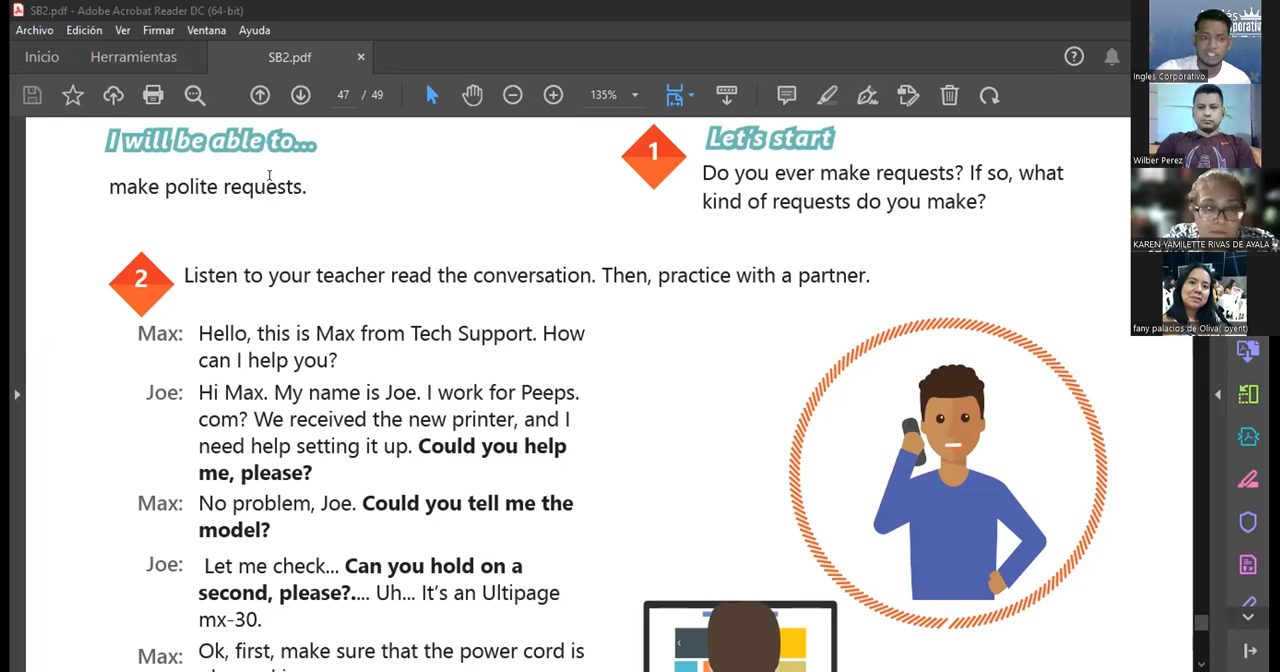 SB2.pdf - Adobe Acrobat Reader DC (64-bit)
Archivo Edición Ver Firmar Ventana Ayuda
Inicio Herramientas SB2.pdf
47 / 49 135%
I will be able to...
make polite requests.
1 Let's start
Do you ever make requests? If so, what
kind of requests do you make?
2 Listen to your teacher read the conversation. Then, practice with a partner.
Max: Hello, this is Max from Tech Support. How
can I help you?
Joe: Hi Max. My name is Joe. I work for Peeps.
com? We received the new printer, and I
need help setting it up. Could you help
me, please?
Max: No problem, Joe. Could you tell me the
model?
Joe: Let me check... Can you hold on a
second, please?.... Uh... It's an Ultipage
mx-30.
Max: Ok, first, make sure that the power cord is
Ingles Corporativo
Wilber Perez
KAREN YAMILETTE RIVAS DE AYALA
fany palacios de Oliva( oyent)